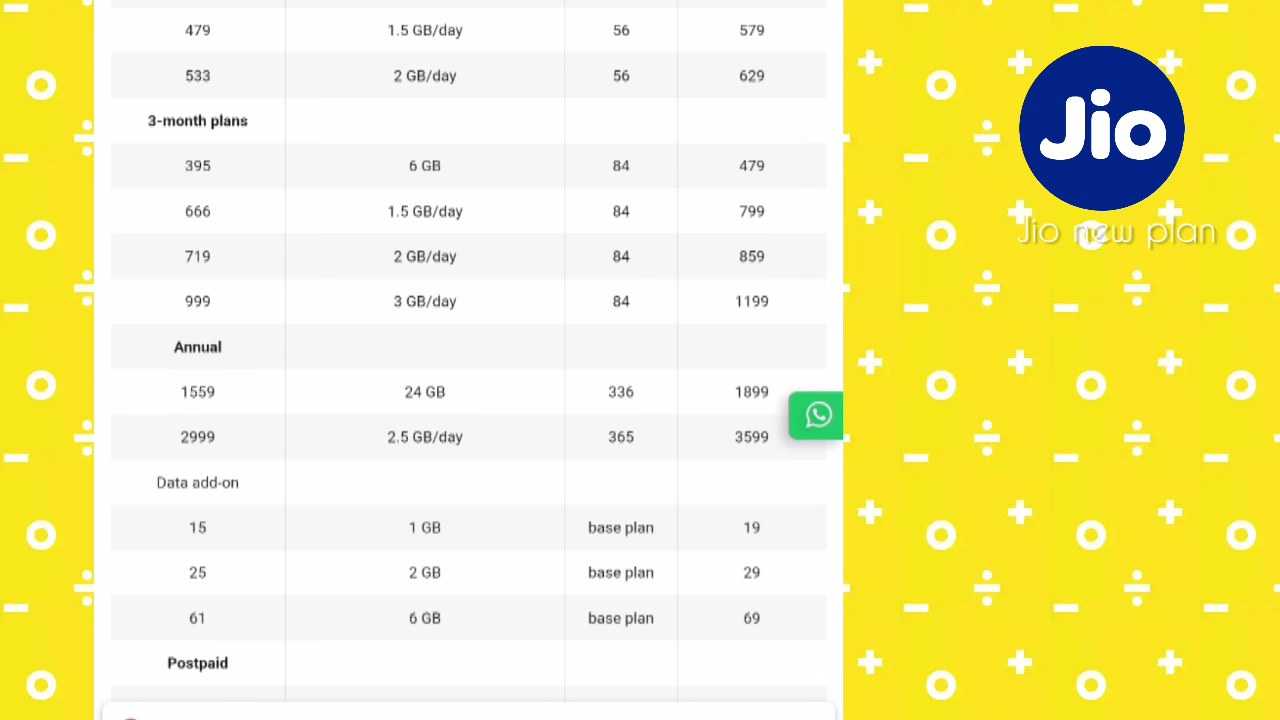 479 1.5 GB/day 56 579
533 2 GB/day 56 629
3-month plans
395 6 GB 84 479
666 1.5 GB/day 84 799
719 2 GB/day 84 859
999 3 GB/day 84 1199
Annual
1559 24 GB 336 1899
2999 2.5 GB/day 365 3599
Data add-on
15 1 GB base plan 19
25 2 GB base plan 29
61 6 GB base plan 69
Postpaid
Jio
Jio new plan